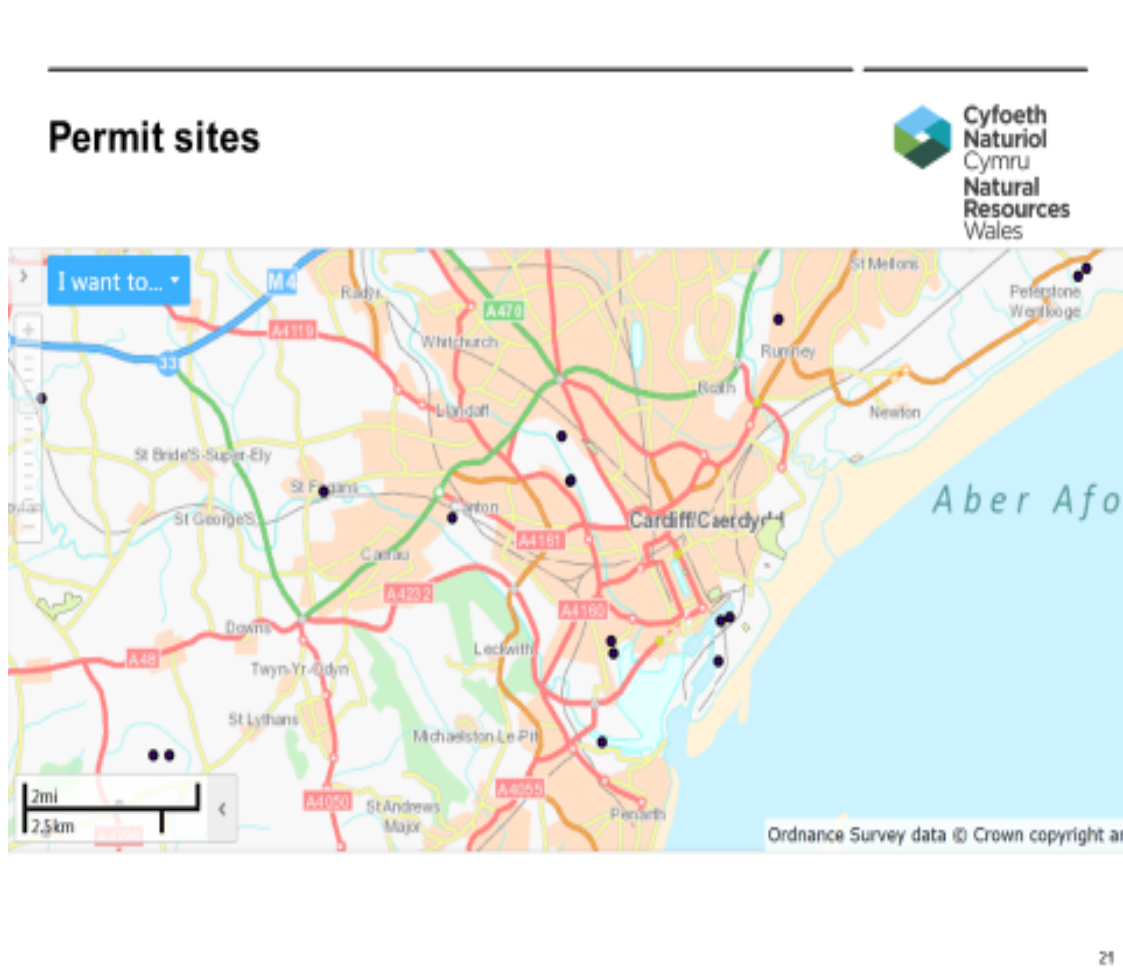 Permit sites
Cyfoeth
Naturiol
Cymru
Natural
Resources
Wales
I want to...
M4
St Mellons
Radyr
A470
Peterstone
Wentlooge
A4119
Whitchurch
Rumney
33
Roath
Llandaff
Newton
St Bride'S-Super-Ely
St Fagans
Aber Afo
Canton
St George'S
Cardiff/Caerdydd
A4161
Caerau
A4232
A4160
Downs
Leckwith
A48
Twyn-Yr-Odyn
St Lythans
Michaelston-Le-Pit
2mi
A4055
A4050
St Andrews
Major
Penarth
2.5km
Ordnance Survey data © Crown copyright
21